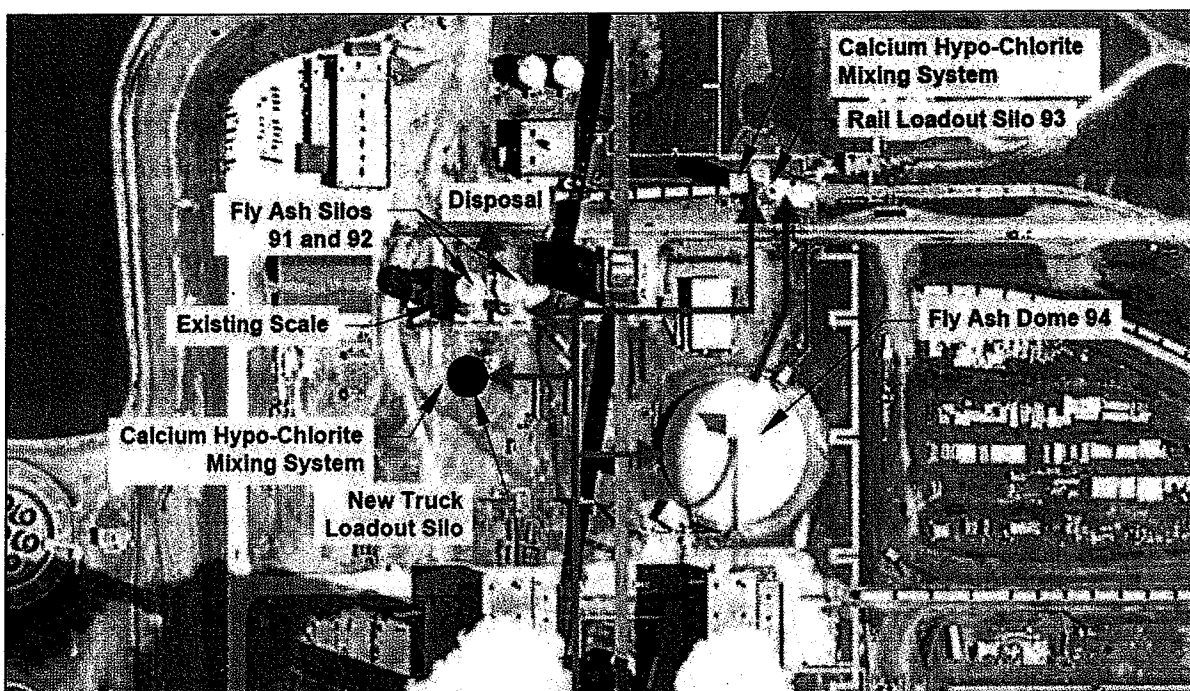 Calcium Hypo-Chlorite
Mixing System
Rail Loadout Silo 93
Disposal
Fly Ash Silos
91 and 92
Existing Scale
Fly Ash Dome 94
Calcium Hypo-Chlorite
Mixing System
New Truck
Loadout Silo